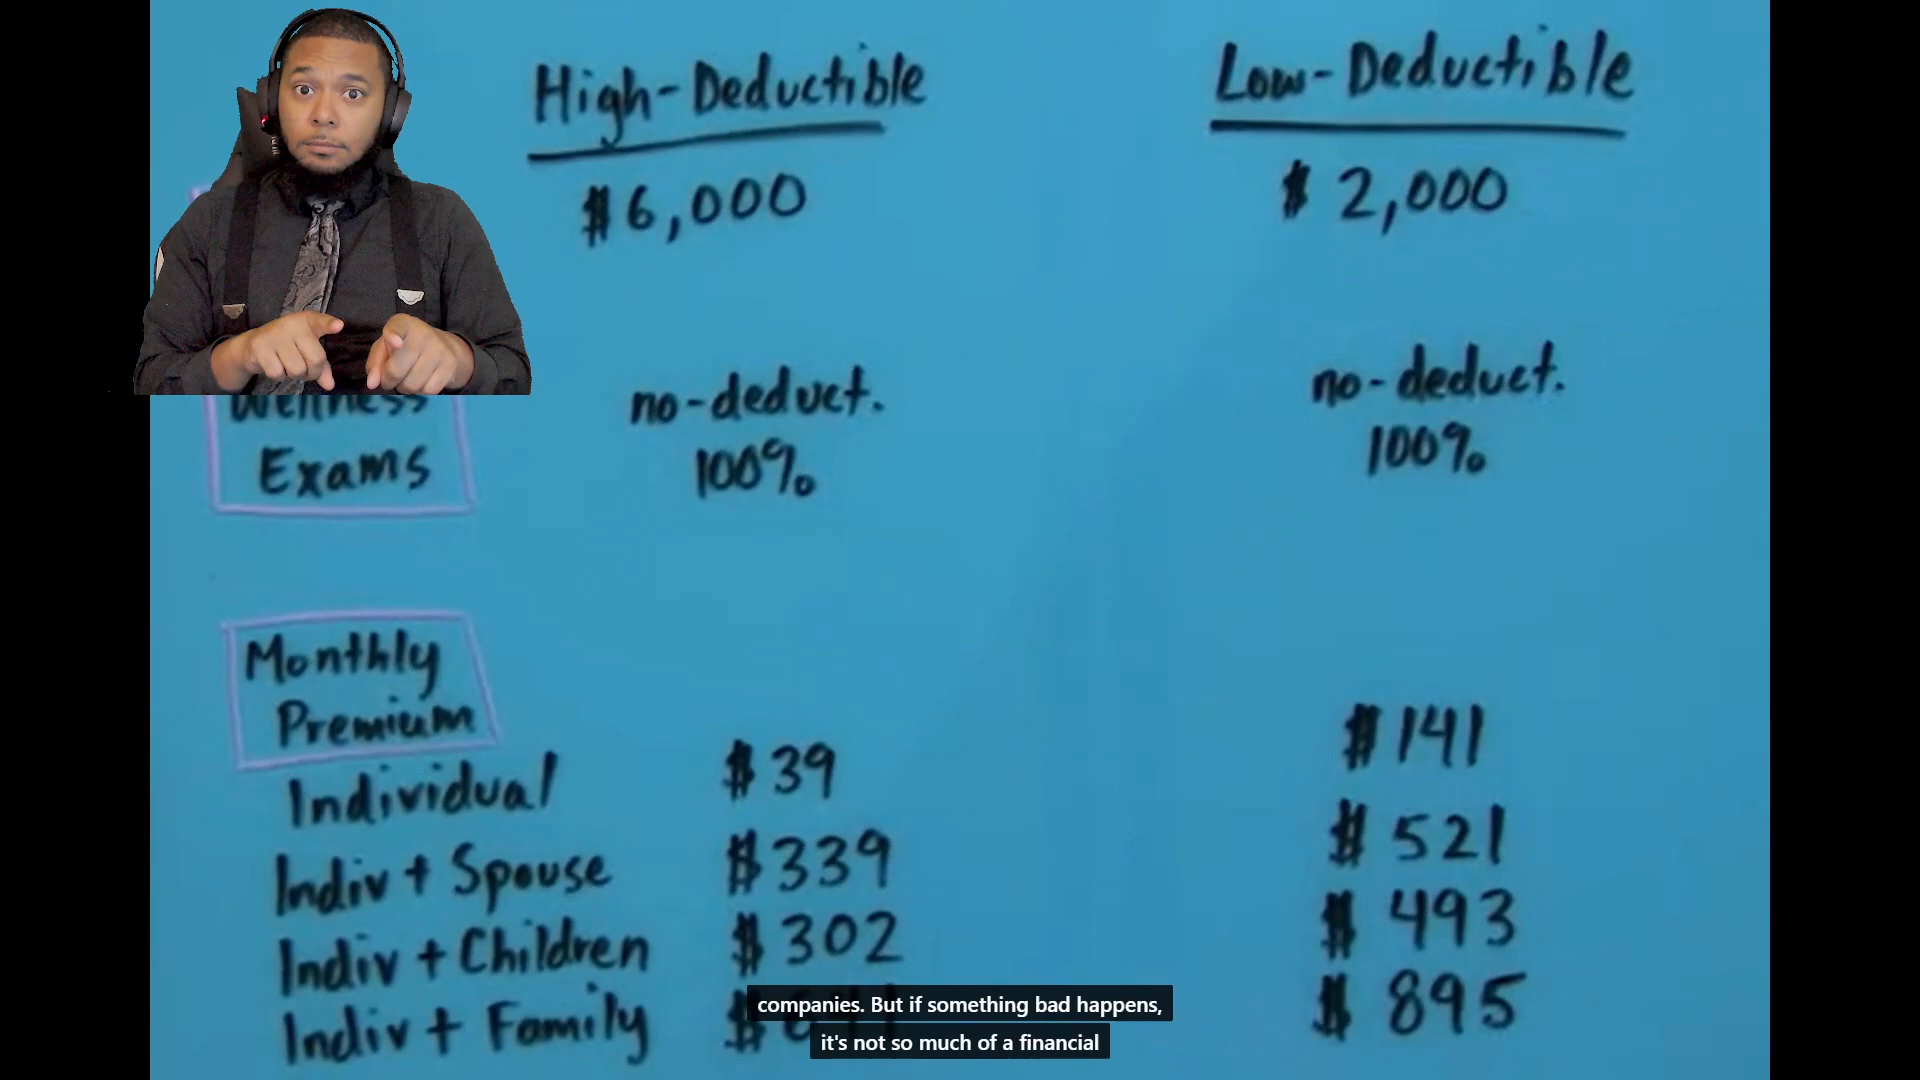 High-Deductible
Low-Deductible
$6,000
$ 2,000
Wellness
Exams
no-deduct.
100%
no-deduct.
100%
Monthly
Premium
Individual
$ 39
$ 141
Indiv + Spouse
$ 339
$ 521
Indiv + Children
$ 302
$ 493
Indiv + Family
$
$ 895
companies. But if something bad happens,
it's not so much of a financial